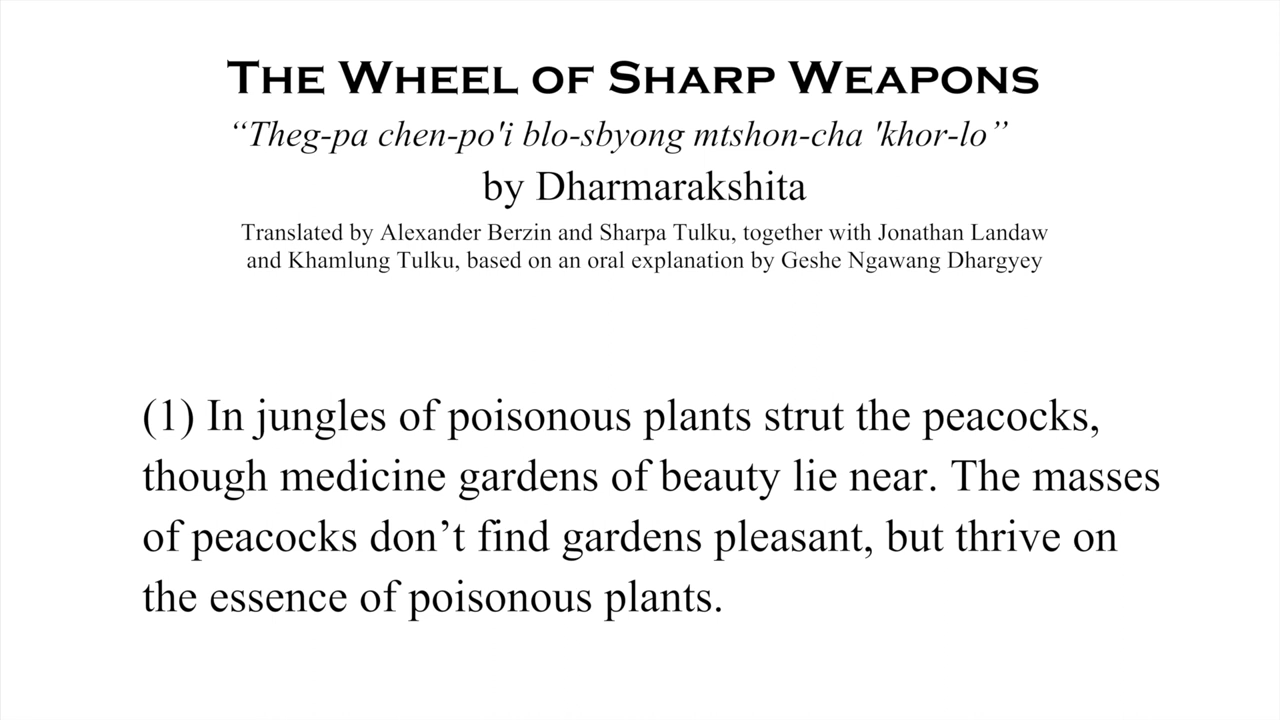 THE WHEEL OF SHARP WEAPONS
“Theg-pa chen-po'i blo-sbyong mtshon-cha 'khor-lo”
by Dharmarakshita
Translated by Alexander Berzin and Sharpa Tulku, together with Jonathan Landaw
and Khamlung Tulku, based on an oral explanation by Geshe Ngawang Dhargyey
(1) In jungles of poisonous plants strut the peacocks,
though medicine gardens of beauty lie near. The masses
of peacocks don’t find gardens pleasant, but thrive on
the essence of poisonous plants.